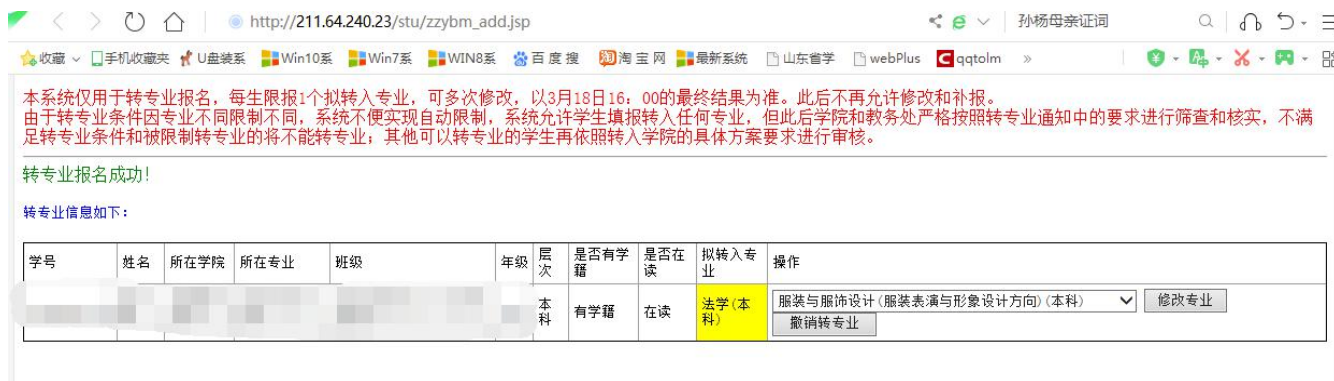 http://211.64.240.23/stu/zzybm_add.jsp
孙杨母亲证词
收藏 手机收藏夹 U盘装系 Win10系 Win7系 WIN8系 百度搜 淘宝网 最新系统 山东省学 webPlus qqtolm »
本系统仅用于转专业报名，每生限报1个拟转入专业，可多次修改，以3月18日16：00的最终结果为准。此后不再允许修改和补报。
由于转专业条件因专业不同限制不同，系统不便实现自动限制，系统允许学生填报转入任何专业，但此后学院和教务处严格按照转专业通知中的要求进行筛查和核实，不满
足转专业条件和被限制转专业的将不能转专业；其他可以转专业的学生再依照转入学院的具体方案要求进行审核。
转专业报名成功！
转专业信息如下：
学号 姓名 所在学院 所在专业 班级 年级 层次 是否有学籍 是否在读 拟转入专业 操作
本科 有学籍 在读 法学(本科) 服装与服饰设计(服装表演与形象设计方向)(本科) 修改专业
撤销转专业